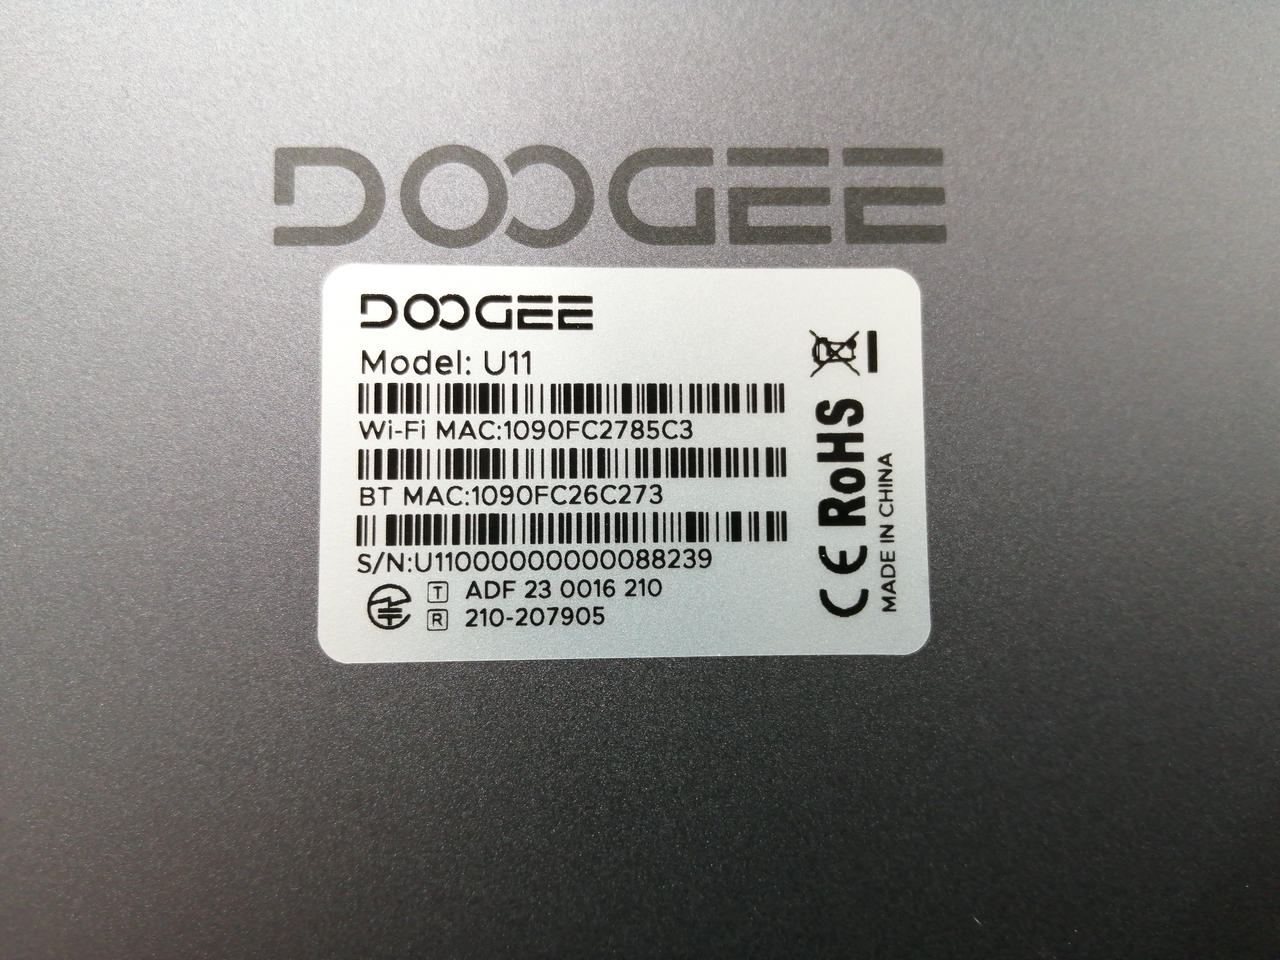 DOOGEE
DOOGEE
Model: U11
Wi-Fi MAC:1090FC2785C3
BT MAC:1090FC26C273
S/N:U11000000000088239
T ADF 23 0016 210
R 210-207905
CE RoHS
MADE IN CHINA